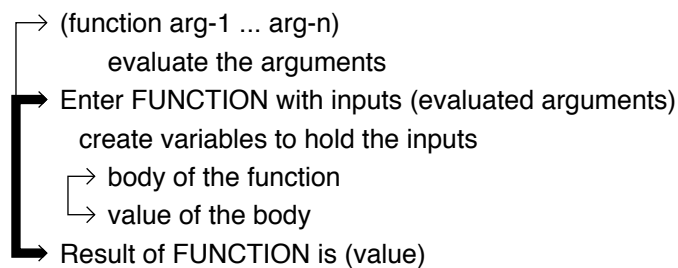 (function arg-1 ... arg-n)
evaluate the arguments
Enter FUNCTION with inputs (evaluated arguments)
create variables to hold the inputs
body of the function
value of the body
Result of FUNCTION is (value)